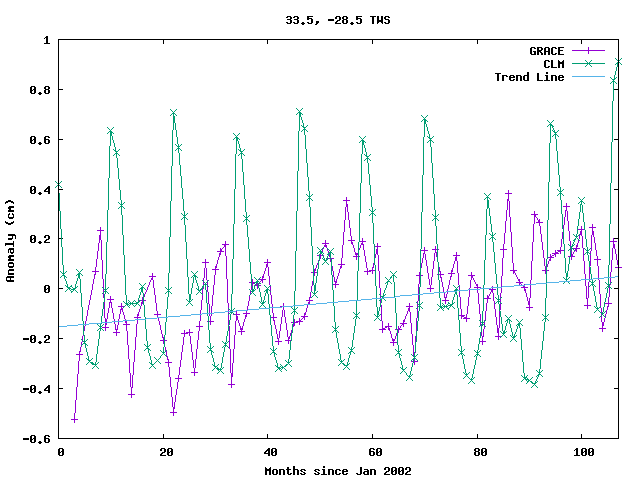 33.5, -28.5 TWS
GRACE
CLM
Trend Line
1
0.8
0.6
0.4
0.2
0
-0.2
-0.4
-0.6
Anomaly (cm)
0 20 40 60 80 100
Months since Jan 2002